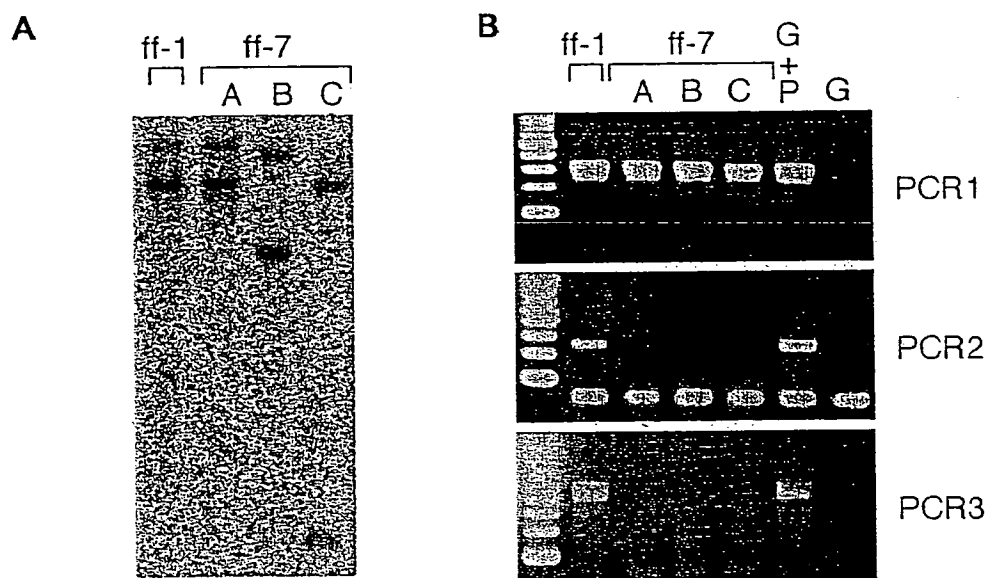 A
ff-1 ff-7
A B C
B
ff-1 ff-7 G + P G
A B C
PCR1
PCR2
PCR3